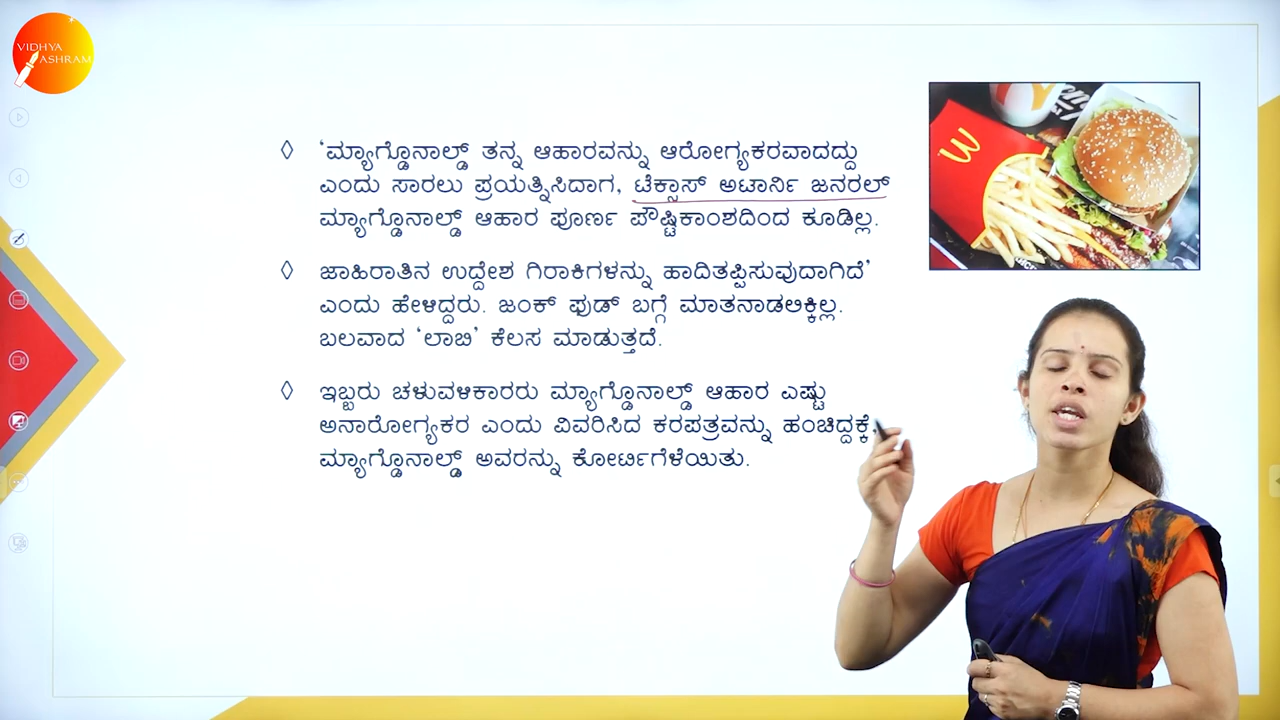 VIDHYA
ASHRAM
‘ಮ್ಯಾಗ್ಡೊನಾಲ್ಡ್ ತನ್ನ ಆಹಾರವನ್ನು ಆರೋಗ್ಯಕರವಾದದ್ದು
ಎಂದು ಸಾರಲು ಪ್ರಯತ್ನಿಸಿದಾಗ, ಟೆಕ್ಸಾಸ್ ಅಟಾರ್ನಿ ಜನರಲ್
ಮ್ಯಾಗ್ಡೊನಾಲ್ಡ್ ಆಹಾರ ಪೂರ್ಣ ಪೌಷ್ಟಿಕಾಂಶದಿಂದ ಕೂಡಿಲ್ಲ.
ಜಾಹಿರಾತಿನ ಉದ್ದೇಶ ಗಿರಾಕಿಗಳನ್ನು ಹಾದಿತಪ್ಪಿಸುವುದಾಗಿದೆ’
ಎಂದು ಹೇಳಿದ್ದರು. ಜಂಕ್ ಫುಡ್ ಬಗ್ಗೆ ಮಾತನಾಡಲಿಕ್ಕಿಲ್ಲ.
ಬಲವಾದ ‘ಲಾಬಿ’ ಕೆಲಸ ಮಾಡುತ್ತದೆ.
ಇಬ್ಬರು ಚಳುವಳಿಕಾರರು ಮ್ಯಾಗ್ಡೊನಾಲ್ಡ್ ಆಹಾರ ಎಷ್ಟು
ಅನಾರೋಗ್ಯಕರ ಎಂದು ವಿವರಿಸಿದ ಕರಪತ್ರವನ್ನು ಹಂಚಿದ್ದಕ್ಕೆ,
ಮ್ಯಾಗ್ಡೊನಾಲ್ಡ್ ಅವರನ್ನು ಕೋರ್ಟಿಗೆಳೆಯಿತು.